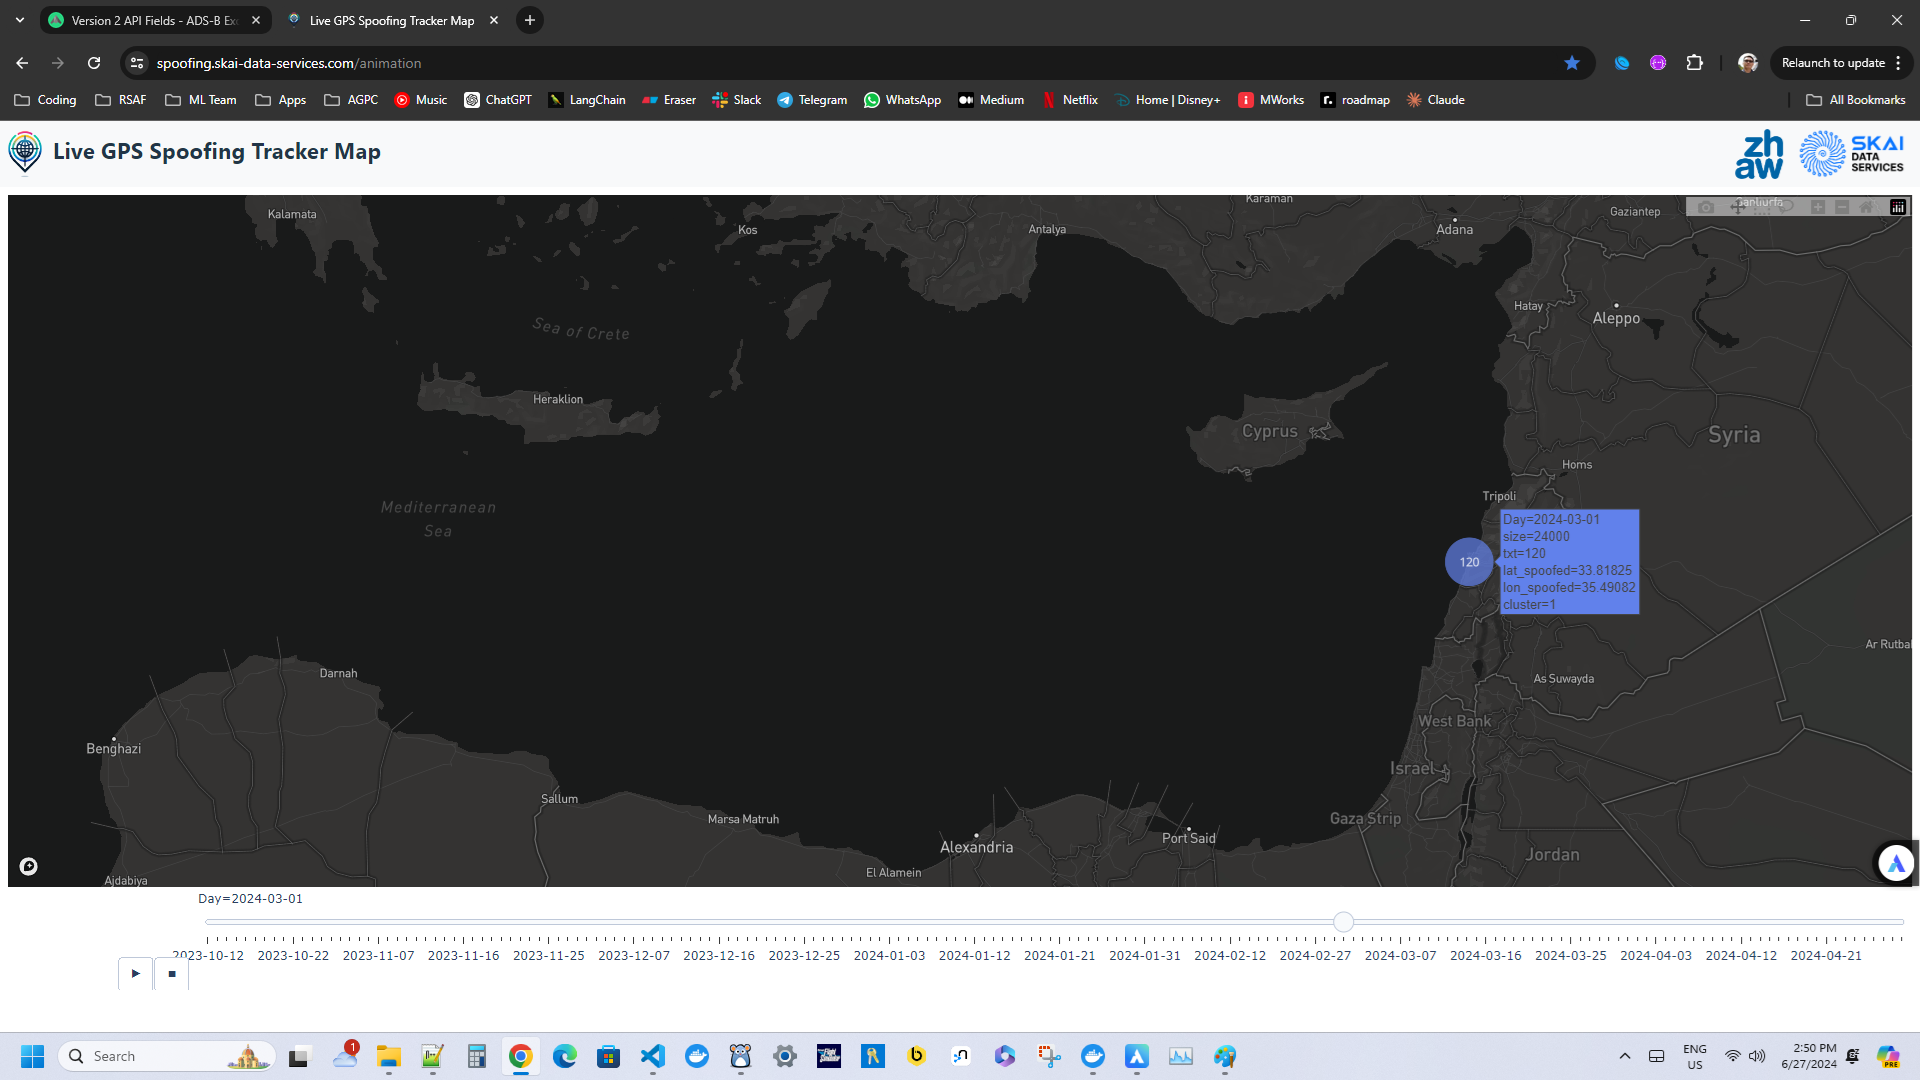 Version 2 API Fields - ADS-B Ex
Live GPS Spoofing Tracker Map
spoofing.skai-data-services.com/animation
Relaunch to update
Coding
RSAF
ML Team
Apps
AGPC
Music
ChatGPT
LangChain
Eraser
Slack
Telegram
WhatsApp
Medium
Netflix
Home | Disney+
MWorks
roadmap
Claude
All Bookmarks
Live GPS Spoofing Tracker Map
zh
aw
SKAI
DATA
SERVICES
Kalamata
Kos
Antalya
Karaman
Adana
Gaziantep
Sanliurfa
Hatay
Aleppo
Sea of Crete
Heraklion
Cyprus
Syria
Homs
Tripoli
Mediterranean
Sea
120
Day=2024-03-01
size=24000
txt=120
lat_spoofed=33.81825
lon_spoofed=35.49082
cluster=1
Ar Rutbal
Darnah
As Suwayda
West Bank
Benghazi
Israel
Sallum
Marsa Matruh
Gaza Strip
Port Said
Alexandria
Jordan
El Alamein
Ajdabiya
Day=2024-03-01
2023-10-12
2023-10-22
2023-11-07
2023-11-16
2023-11-25
2023-12-07
2023-12-16
2023-12-25
2024-01-03
2024-01-12
2024-01-21
2024-01-31
2024-02-12
2024-02-27
2024-03-07
2024-03-16
2024-03-25
2024-04-03
2024-04-12
2024-04-21
Search
1
ENG
US
2:50 PM
6/27/2024
PRE